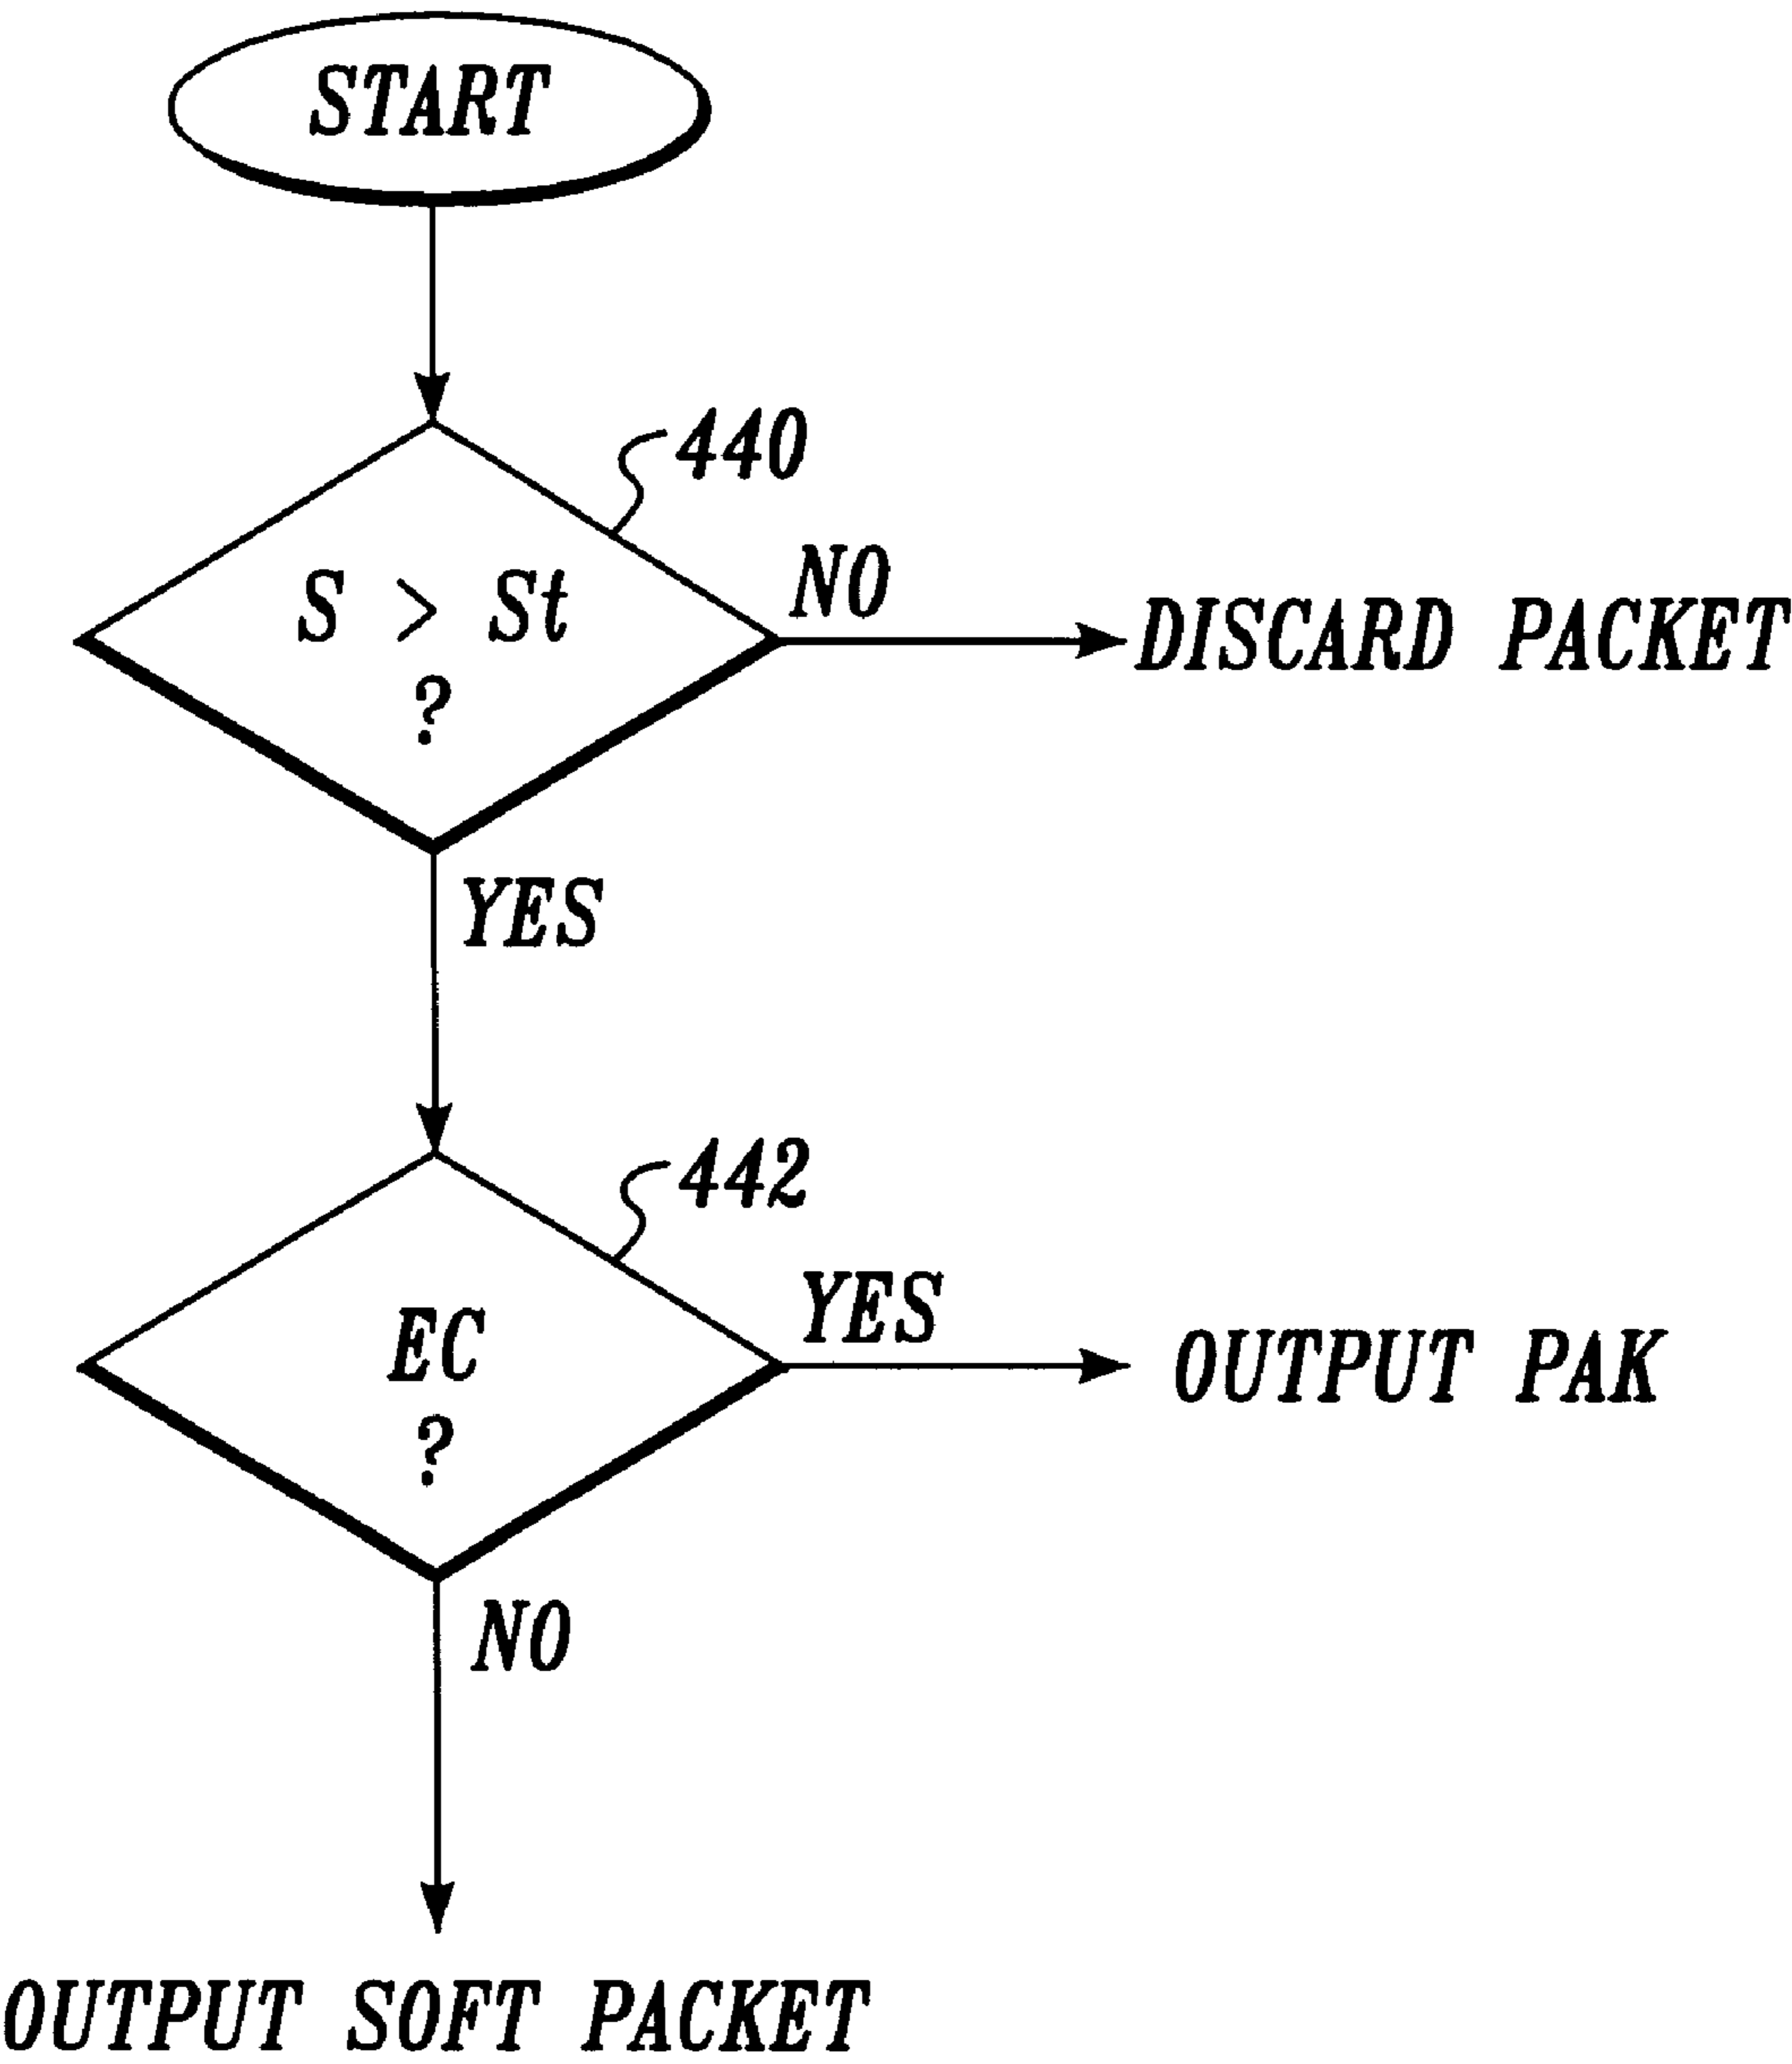 START
440
S > St
?
NO
DISCARD PACKET
YES
442
EC
?
YES
OUTPUT PAK
NO
OUTPUT SOFT PACKET